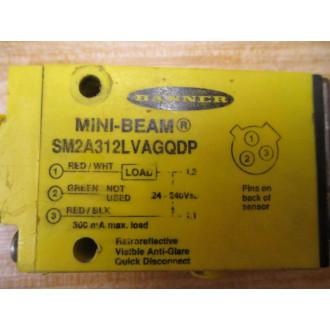 BANNER
MINI-BEAM®
SM2A312LVAGQDP
1 RED/WHT LOAD L2
2 GREEN NOT USED 24-240V
3 RED/BLK L1
300 mA max. load
Retroreflective
Visible Anti-Glare
Quick Disconnect
1
2 3
Pins on
back of
sensor